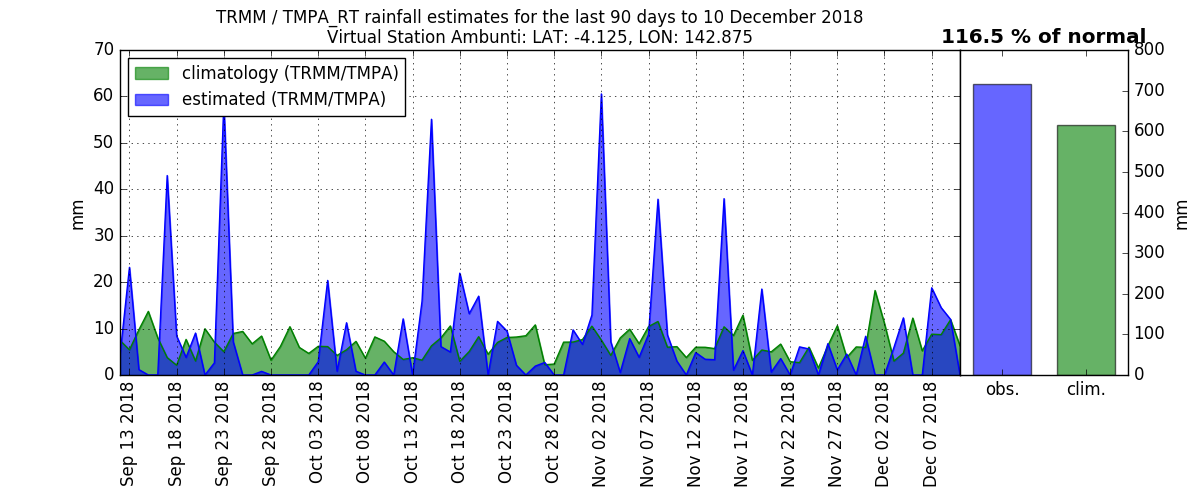 TRMM / TMPA_RT rainfall estimates for the last 90 days to 10 December 2018
Virtual Station Ambunti: LAT: -4.125, LON: 142.875
116.5 % of normal
climatology (TRMM/TMPA)
estimated (TRMM/TMPA)
70
60
50
40
30
20
10
0
mm
800
700
600
500
400
300
200
100
0
mm
Sep 13 2018
Sep 18 2018
Sep 23 2018
Sep 28 2018
Oct 03 2018
Oct 08 2018
Oct 13 2018
Oct 18 2018
Oct 23 2018
Oct 28 2018
Nov 02 2018
Nov 07 2018
Nov 12 2018
Nov 17 2018
Nov 22 2018
Nov 27 2018
Dec 02 2018
Dec 07 2018
obs.
clim.